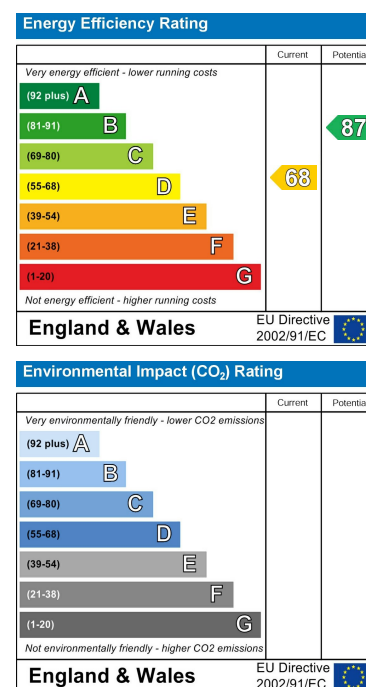 Energy Efficiency Rating
Current Potentia
Very energy efficient - lower running costs
(92 plus) A
(81-91) B
87
(69-80) C
(55-68) D
68
(39-54) E
(21-38) F
(1-20) G
Not energy efficient - higher running costs
England & Wales
EU Directive
2002/91/EC
Environmental Impact (CO₂) Rating
Current Potentia
Very environmentally friendly - lower CO2 emissions
(92 plus) A
(81-91) B
(69-80) C
(55-68) D
(39-54) E
(21-38) F
(1-20) G
Not environmentally friendly - higher CO2 emissions
England & Wales
EU Directive
2002/91/EC